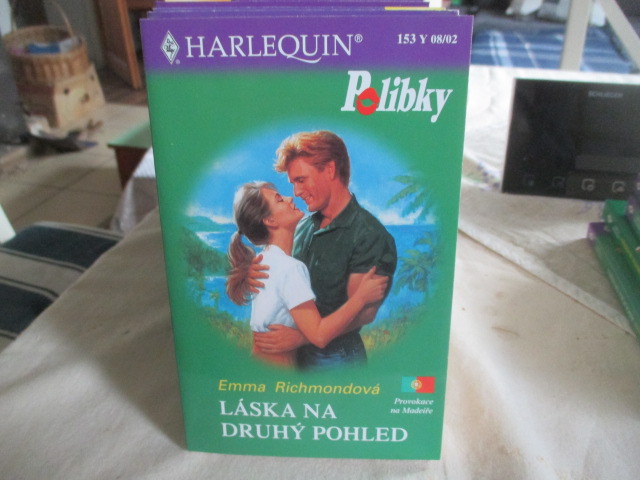 HARLEQUIN®
153 Y 08/02
Polibky
Emma Richmondová
Provokace
na Madeiře
LÁSKA NA
DRUHÝ POHLED